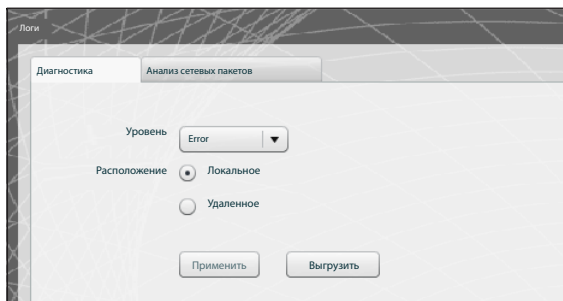 Логи
Диагностика Анализ сетевых пакетов
Уровень Error
Расположение Локальное
Удаленное
Применить Выгрузить